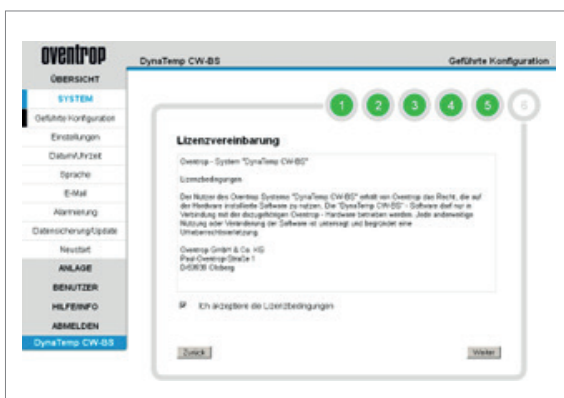 oventrop
DynaTemp CW-BS
Geführte Konfiguration
ÜBERSICHT
SYSTEM
Geführte Konfiguration
Einstellungen
Datum/Uhrzeit
Sprache
E-Mail
Alarmierung
Datensicherung/Update
Neustart
ANLAGE
BENUTZER
HILFE/INFO
ABMELDEN
DynaTemp CW-BS
1 2 3 4 5 6
Lizenzvereinbarung
Oventrop - System "DynaTemp CW-BS"
Lizenzbedingungen
Der Nutzer des Oventrop Systems "DynaTemp CW-BS" erhält von Oventrop das Recht, die auf
der Hardware installierte Software zu nutzen. Die "DynaTemp CW-BS" - Software darf nur in
Verbindung mit der dazugehörigen Oventrop - Hardware betrieben werden. Jede anderweitige
Nutzung oder Veränderung der Software ist untersagt und begründet eine
Urheberrechtsverletzung.
Oventrop GmbH & Co. KG
Paul-Oventrop-Straße 1
D-59939 Olsberg
Ich akzeptiere die Lizenzbedingungen
Zurück
Weiter